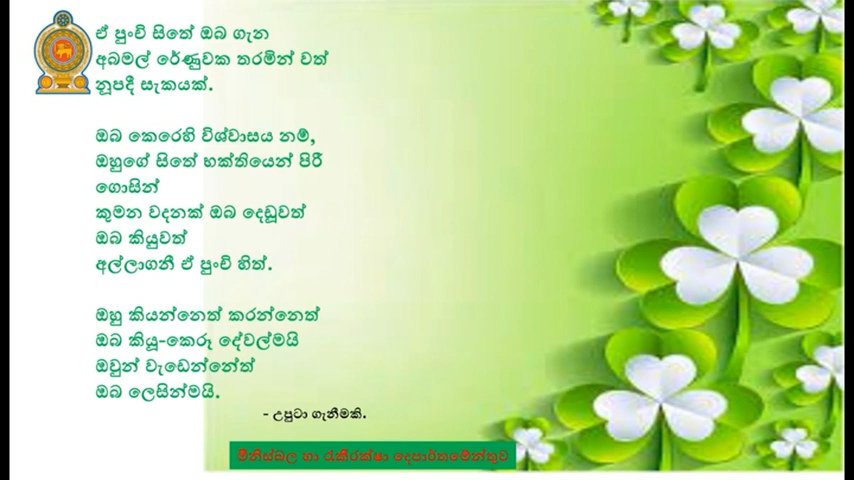 ඒ පුංචි සිතේ ඔබ ගැන
අබමල් රේණුවක තරමින් වත්
නූපදී සැකයක්.
ඔබ කෙරෙහි විශ්වාසය නම්,
ඔහුගේ සිතේ භක්තියෙන් පිරී
ගොසින්
කුමන වදනක් ඔබ දෙඩූවත්
ඔබ කියුවත්
අල්ලාගනී ඒ පුංචි හිත්.
ඔහු කියන්නෙත් කරන්නෙත්
ඔබ කියූ-කෙරූ දේවල්මයි
ඔවුන් වැඩෙන්නේත්
ඔබ ලෙසින්මයි.
- උපුටා ගැනීමකි.
මිනිස්බල හා රැකීරක්ෂා දෙපාර්තමේන්තුව